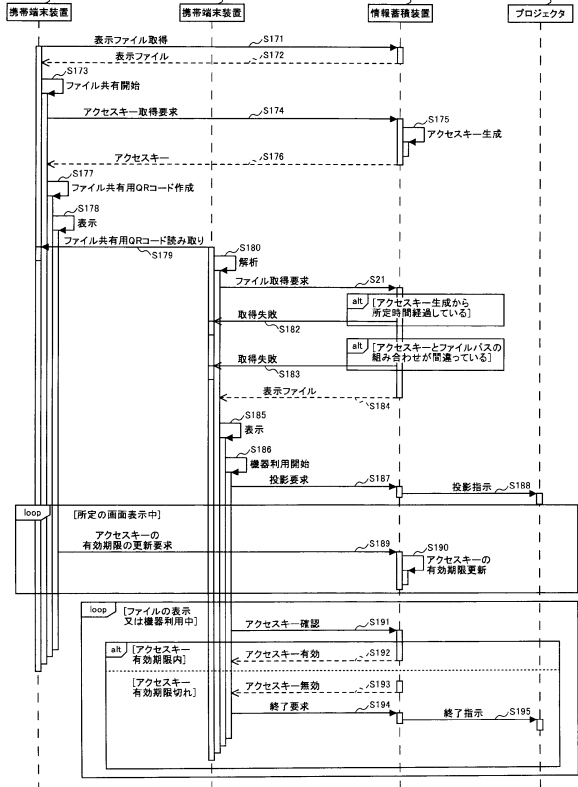 携帯端末装置
携帯端末装置
情報蓄積装置
プロジェクタ
表示ファイル取得
S171
表示ファイル
S172
S173
ファイル共有開始
アクセスキー取得要求
S174
S175
アクセスキー生成
アクセスキー
S176
S177
ファイル共有用QRコード作成
S178
表示
ファイル共有用QRコード読み取り
S179
S180
解析
ファイル取得要求
S21
alt
[アクセスキー生成から
所定時間経過している]
取得失敗
S182
alt
[アクセスキーとファイルパスの
組み合わせが間違っている]
取得失敗
S183
表示ファイル
S184
S185
表示
S186
機器利用開始
投影要求
S187
投影指示
S188
loop
[所定の画面表示中]
アクセスキーの
有効期限の更新要求
S189
S190
アクセスキーの
有効期限更新
loop
[ファイルの表示
又は機器利用中]
アクセスキー確認
S191
alt
[アクセスキー
有効期限内]
アクセスキー有効
S192
[アクセスキー
有効期限切れ]
アクセスキー無効
S193
終了要求
S194
終了指示
S195